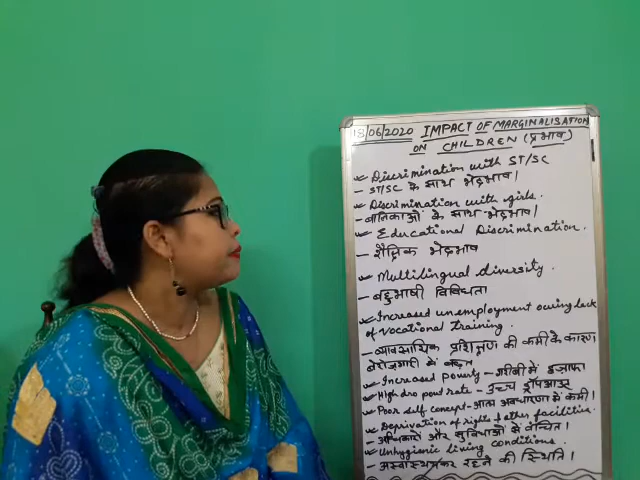 18/06/2020 IMPACT OF MARGINALISATION
ON CHILDREN (प्रभाव)
Discrimination with ST/SC
- ST/SC के साथ भेदभाव।
Discrimination with girls.
- बालिकाओं के साथ भेदभाव।
Educational Discrimination.
- शैक्षिक भेदभाव
Multilingual diversity.
- बहुभाषी विविधता
Increased unemployment owing lack
of vocational training.
- व्यावसायिक प्रशिक्षण की कमी के कारण
बेरोजगारी में
Increased poverty - गरीबी में इजाफा
High dro pout rate - उच्च ड्रॉपआउट
Poor self concept - आत्म अवधारणा में कमी।
Deprivation of rights & other facilities
- अधिकारों और सुविधाओं से वंचित।
Unhygienic living conditions.
- अस्वास्थ्यकर रहने की स्थिति।